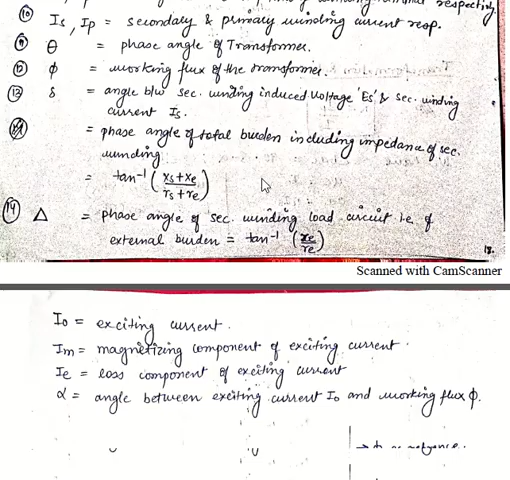 respectively
⑩ Is, Ip = secondary & primary winding current resp.
θ = phase angle of Transformer.
⑫ φ = working flux of the transformer.
⑬ δ = angle b/w sec. winding induced voltage 'Es' & sec. winding
current Is.
= phase angle of total burden including impedance of sec.
winding.
= tan⁻¹ (xs+xe / rs+re)
⑭ Δ = phase angle of sec. winding load circuit i.e. of
external burden = tan⁻¹ (xe / re)
Scanned with CamScanner
Io = exciting current.
Im = magnetizing component of exciting current.
Ie = loss component of exciting current
α = angle between exciting current Io and working flux φ.